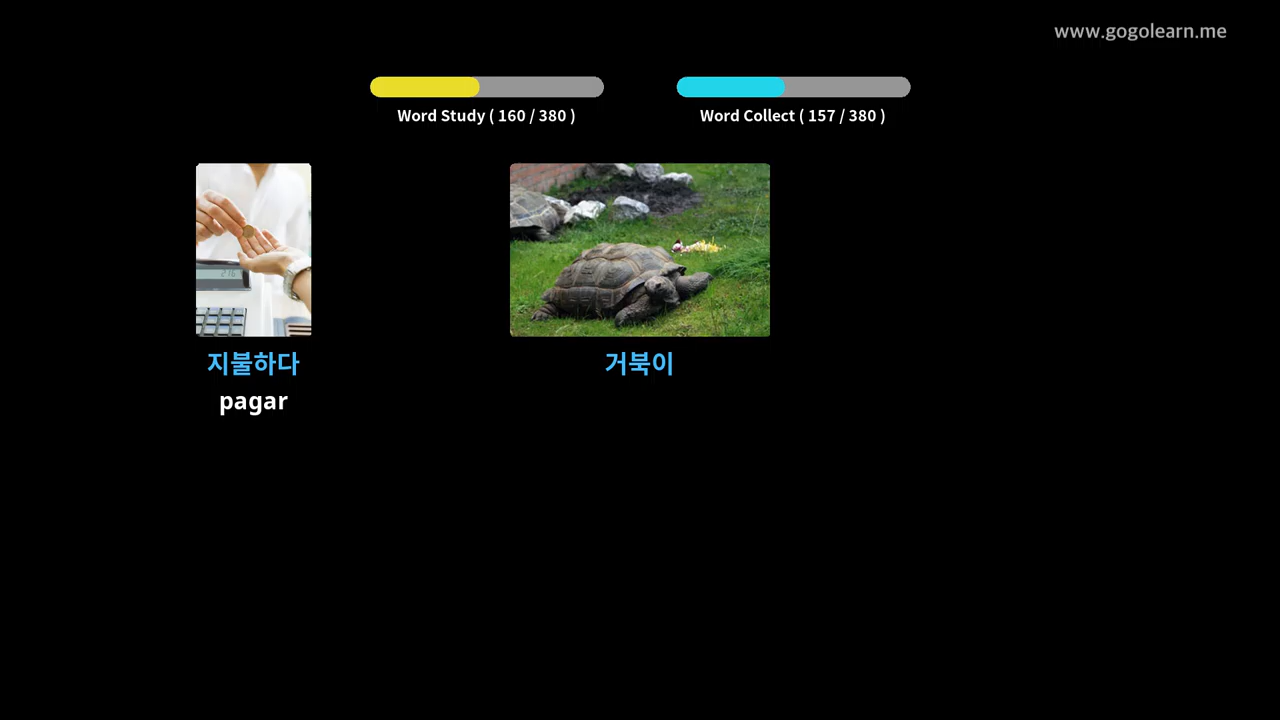 www.gogolearn.me
Word Study ( 160 / 380 )
Word Collect ( 157 / 380 )
지불하다
pagar
거북이